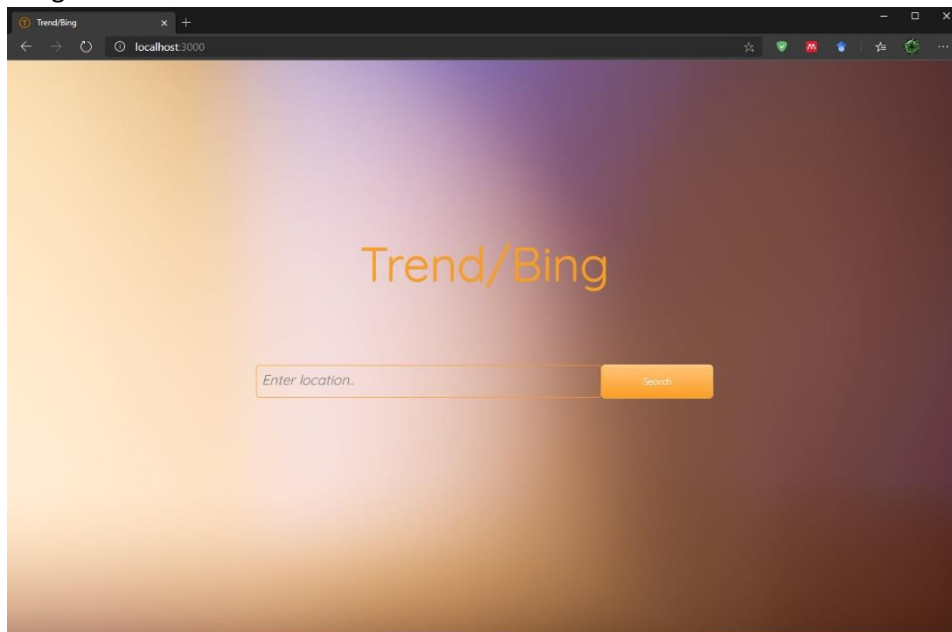 Trend/Bing
localhost:3000
Trend/Bing
Enter location..
Search